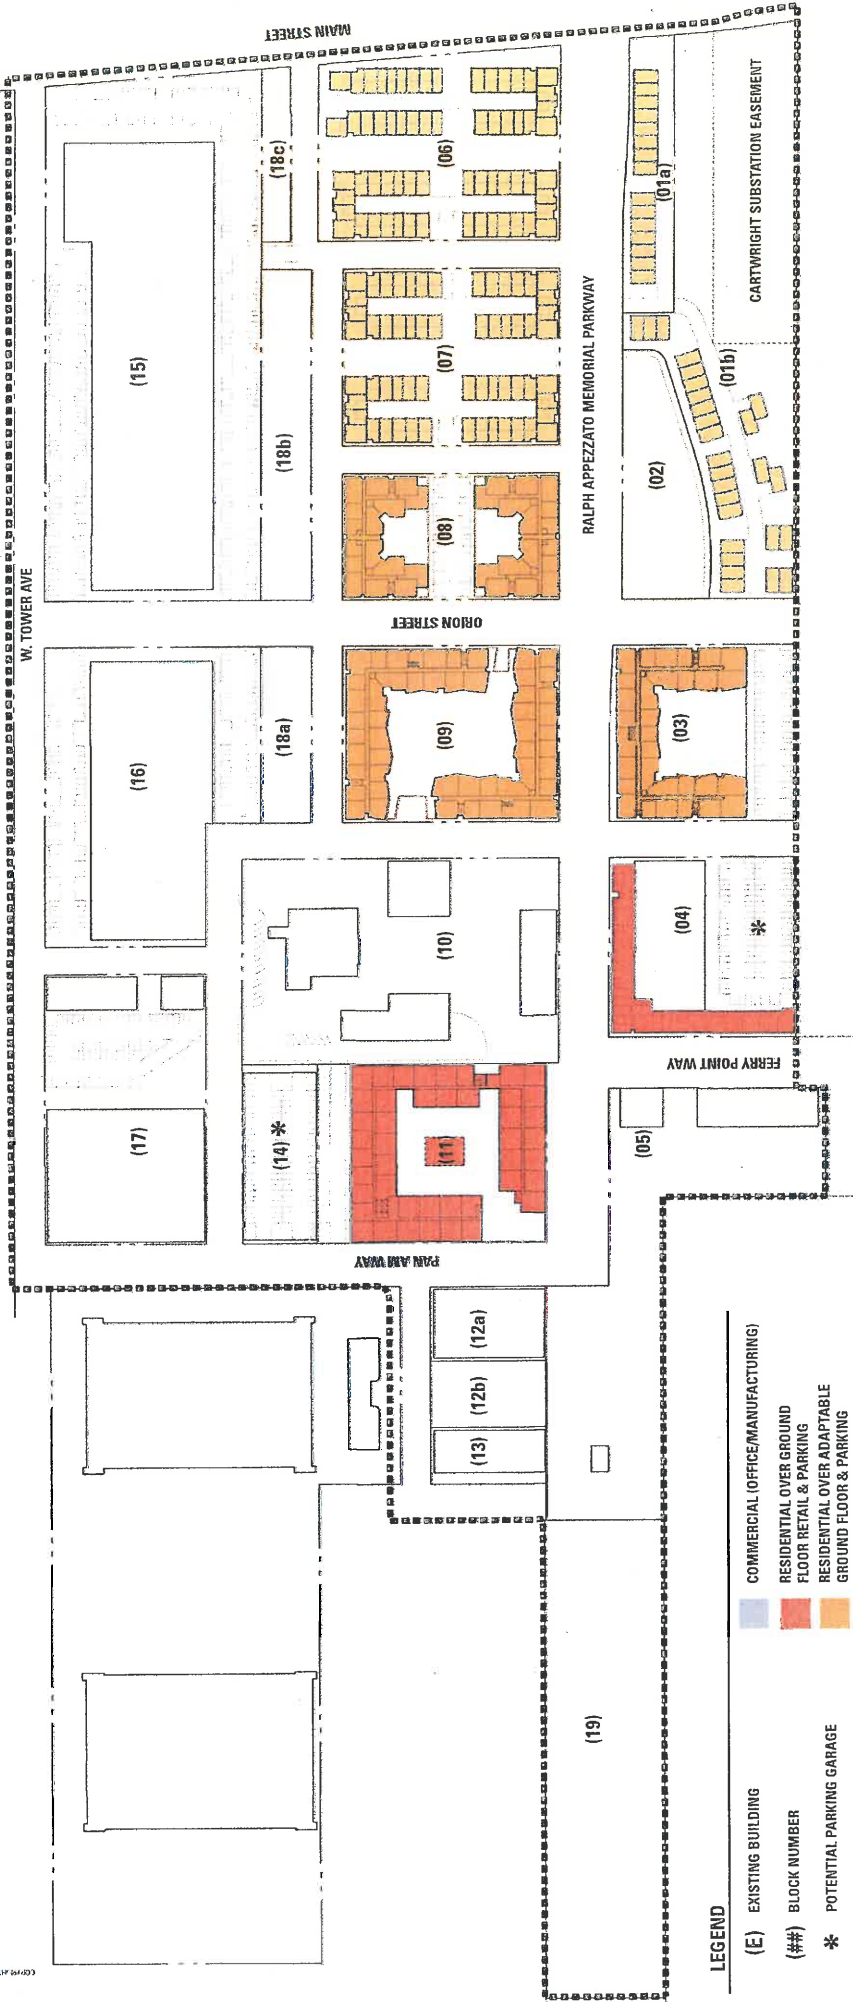 MAIN STREET
W. TOWER AVE
(15)
(18c)
(06)
(01a)
CARTWRIGHT SUBSTATION EASEMENT
(18b)
(07)
RALPH APPEZZATO MEMORIAL PARKWAY
(01b)
(02)
(08)
ORION STREET
(16)
(18a)
(09)
(03)
(10)
(04)
*
FERRY POINT WAY
(17)
(14) *
(11)
(05)
PAN AM WAY
(12a)
(12b)
(13)
(19)
LEGEND
(E) EXISTING BUILDING
(##) BLOCK NUMBER
* POTENTIAL PARKING GARAGE
COMMERCIAL (OFFICE/MANUFACTURING)
RESIDENTIAL OVER GROUND
FLOOR RETAIL & PARKING
RESIDENTIAL OVER ADAPTABLE
GROUND FLOOR & PARKING